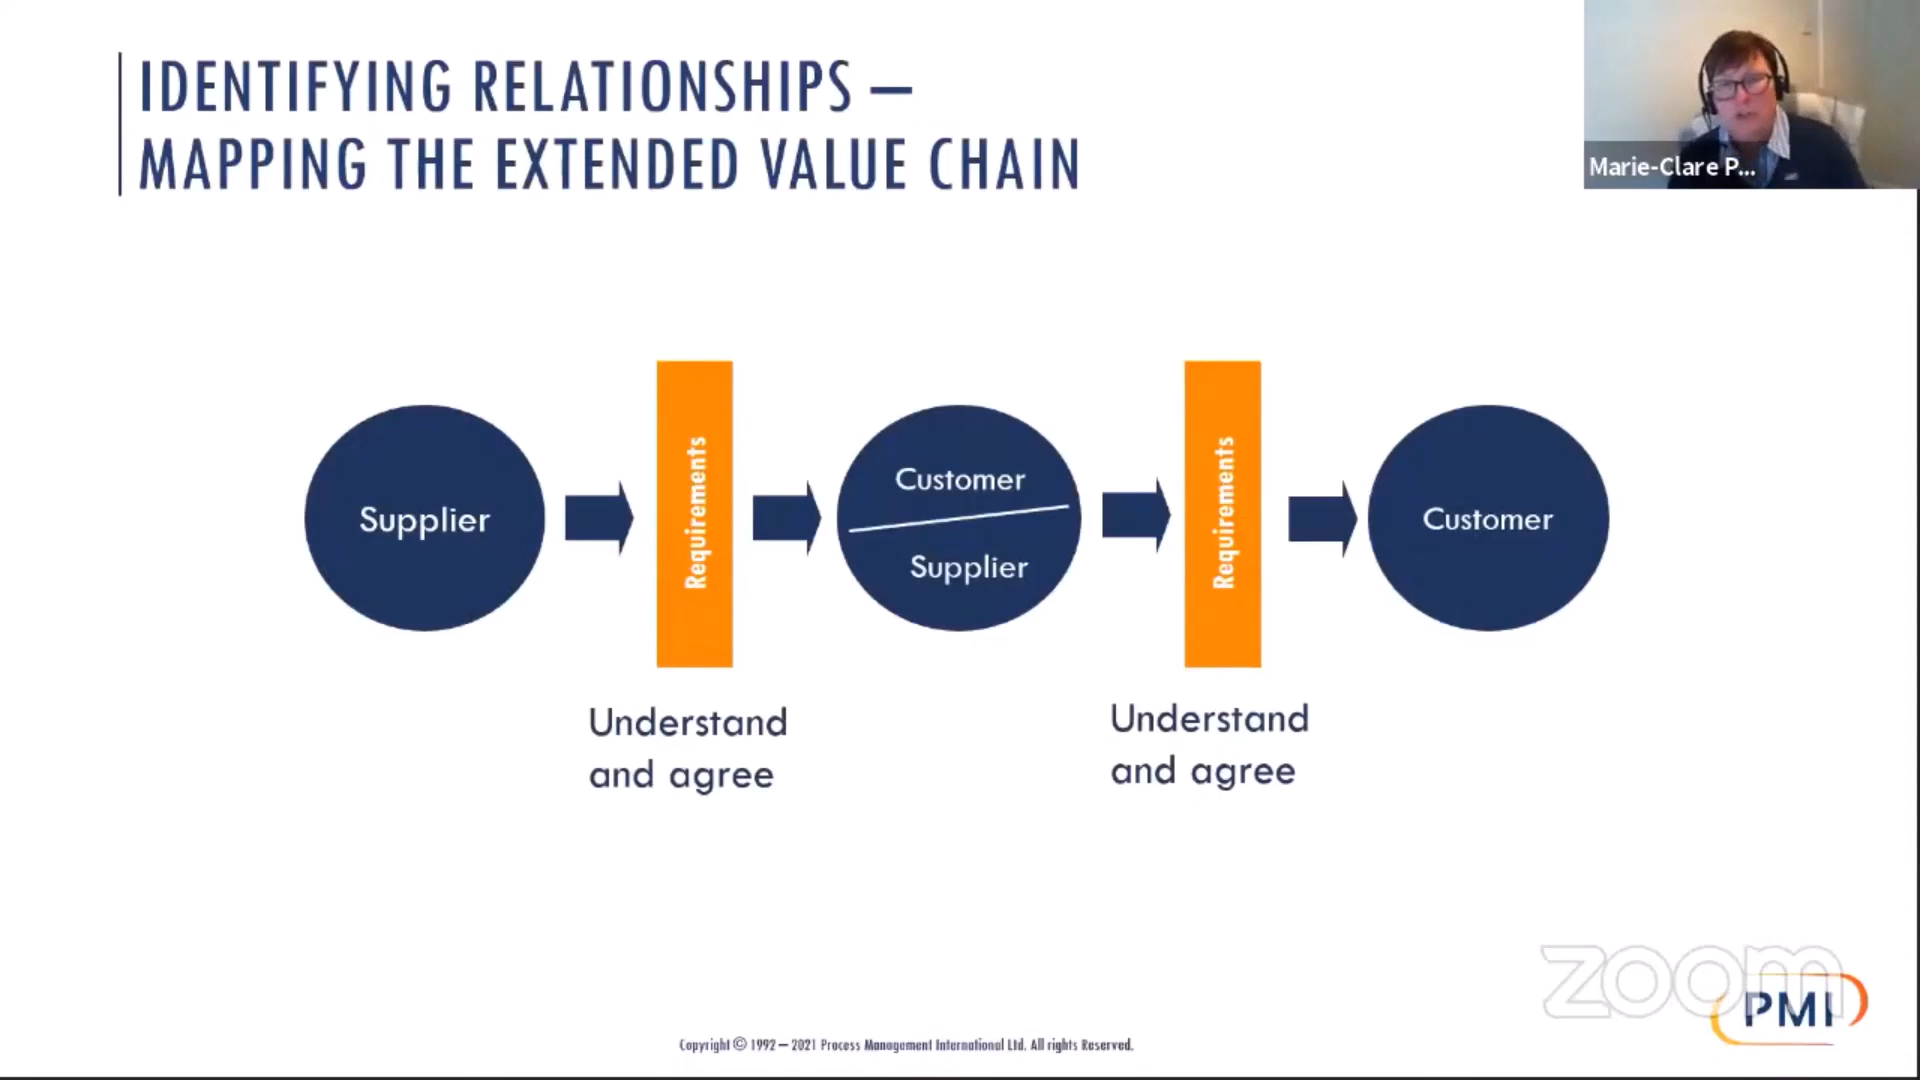 IDENTIFYING RELATIONSHIPS –
MAPPING THE EXTENDED VALUE CHAIN
Marie-Clare P...
Supplier
Requirements
Customer
Supplier
Requirements
Customer
Understand
and agree
Understand
and agree
zoom
PMI
Copyright © 1992 – 2021 Process Management International Ltd. All rights Reserved.